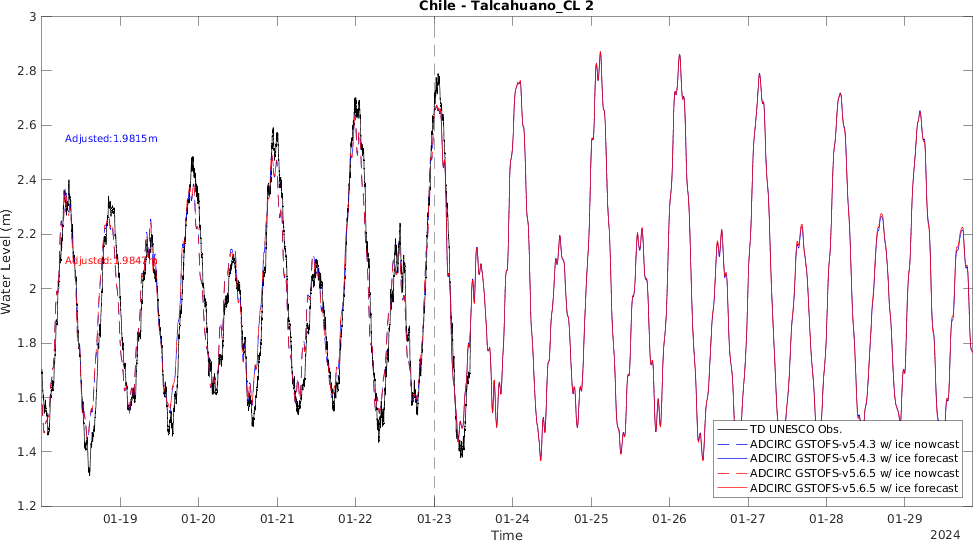 Chile - Talcahuano_CL 2
Water Level (m)
3
2.8
2.6
2.4
2.2
2
1.8
1.6
1.4
1.2
Adjusted:1.9815m
Adjusted:1.9847m
TD UNESCO Obs.
ADCIRC GSTOFS-v5.4.3 w/ ice nowcast
ADCIRC GSTOFS-v5.4.3 w/ ice forecast
ADCIRC GSTOFS-v5.6.5 w/ ice nowcast
ADCIRC GSTOFS-v5.6.5 w/ ice forecast
01-19 01-20 01-21 01-22 01-23 01-24 01-25 01-26 01-27 01-28 01-29
Time
2024